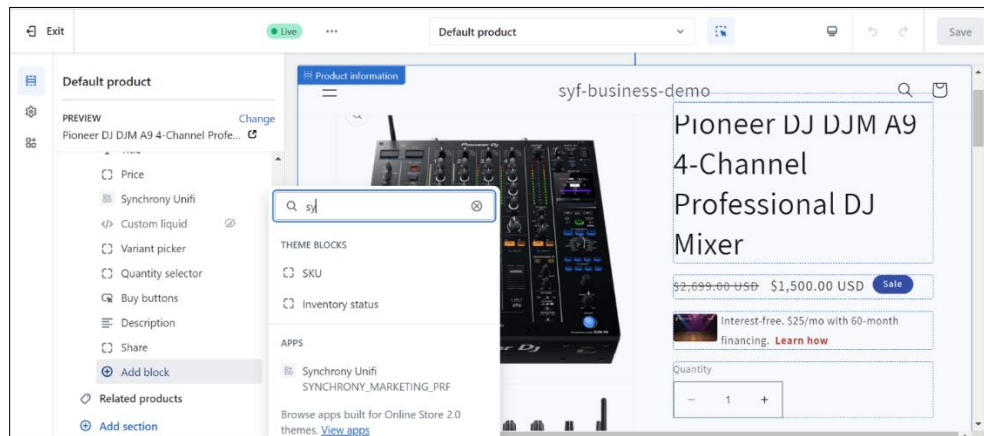 Exit
Live
Default product
Save
Default product
PREVIEW
Change
Pioneer DJ DJM A9 4-Channel Profe...
Title
Price
Synchrony Unifi
Custom liquid
Variant picker
Quantity selector
Buy buttons
Description
Share
Add block
Related products
Add section
sy
THEME BLOCKS
SKU
Inventory status
APPS
Synchrony Unifi
SYNCHRONY_MARKETING_PRF
Browse apps built for Online Store 2.0
themes. View apps
Product information
syf-business-demo
Pioneer DJ DJM A9
4-Channel
Professional DJ
Mixer
$2,699.00 USD $1,500.00 USD Sale
Interest-free. $25/mo with 60-month
financing. Learn how
Quantity
− 1 +